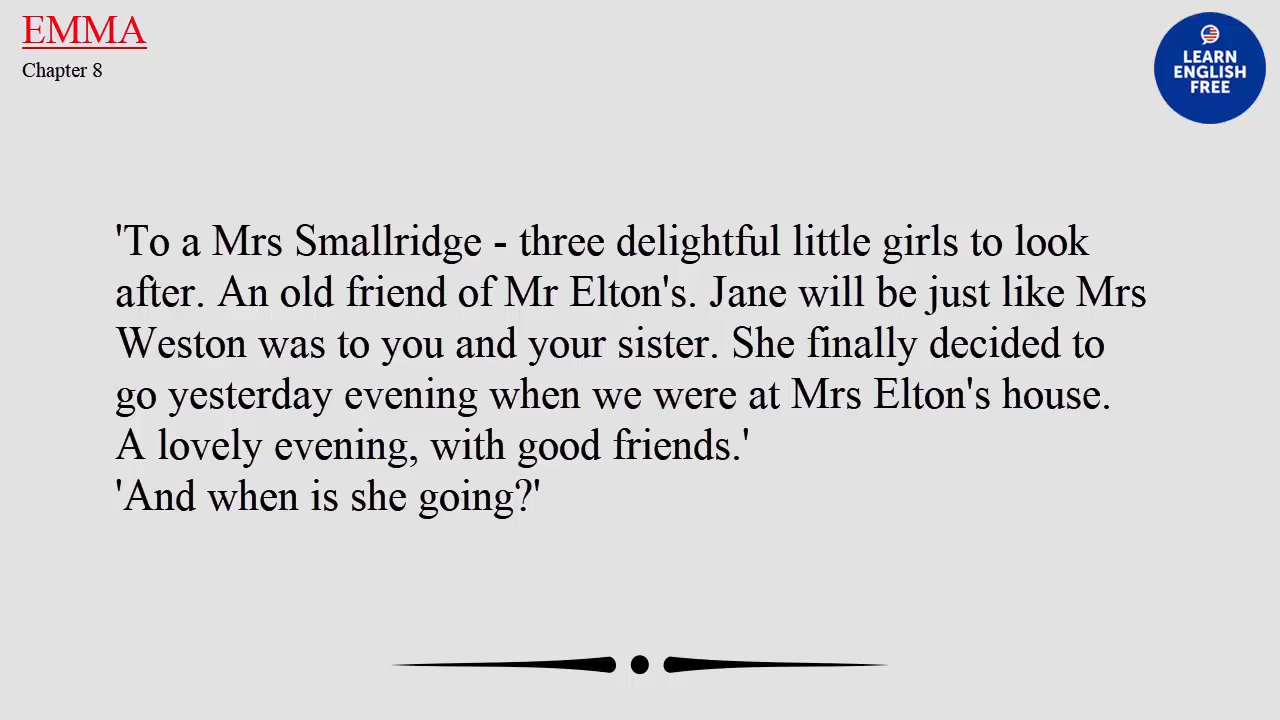 EMMA
Chapter 8
LEARN
ENGLISH
FREE
'To a Mrs Smallridge - three delightful little girls to look
after. An old friend of Mr Elton's. Jane will be just like Mrs
Weston was to you and your sister. She finally decided to
go yesterday evening when we were at Mrs Elton's house.
A lovely evening, with good friends.'
'And when is she going?'